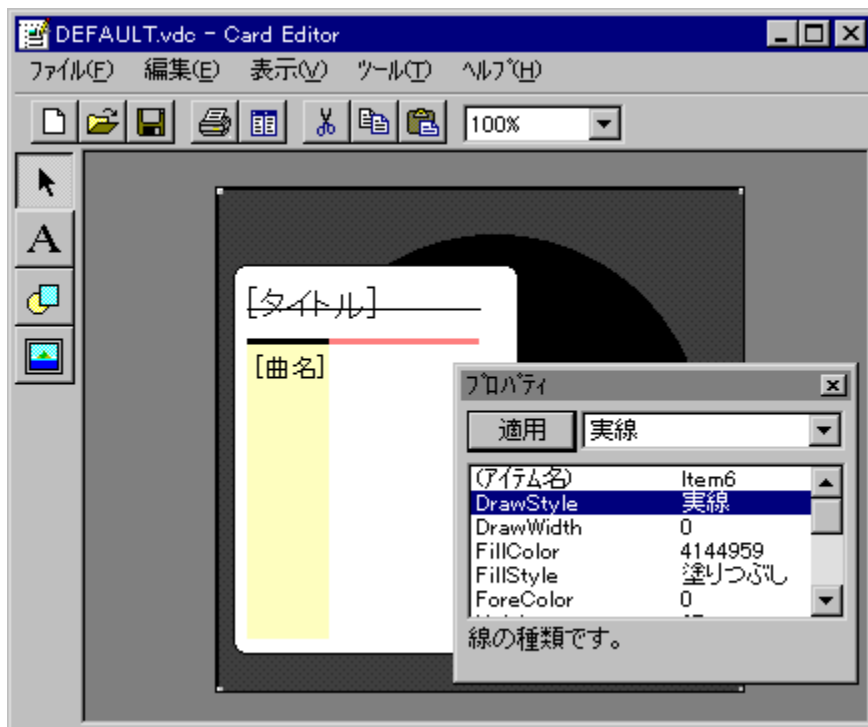 DEFAULT.vdc - Card Editor
ﾌｧｲﾙ(F) 編集(E) 表示(V) ﾂｰﾙ(T) ﾍﾙﾌﾟ(H)
100%
A
[タイトル]
[曲名]
ﾌﾟﾛﾊﾟﾃｨ
適用 実線
(ｱｲﾃﾑ名) Item6
DrawStyle 実線
DrawWidth 0
FillColor 4144959
FillStyle 塗りつぶし
ForeColor 0
線の種類です。